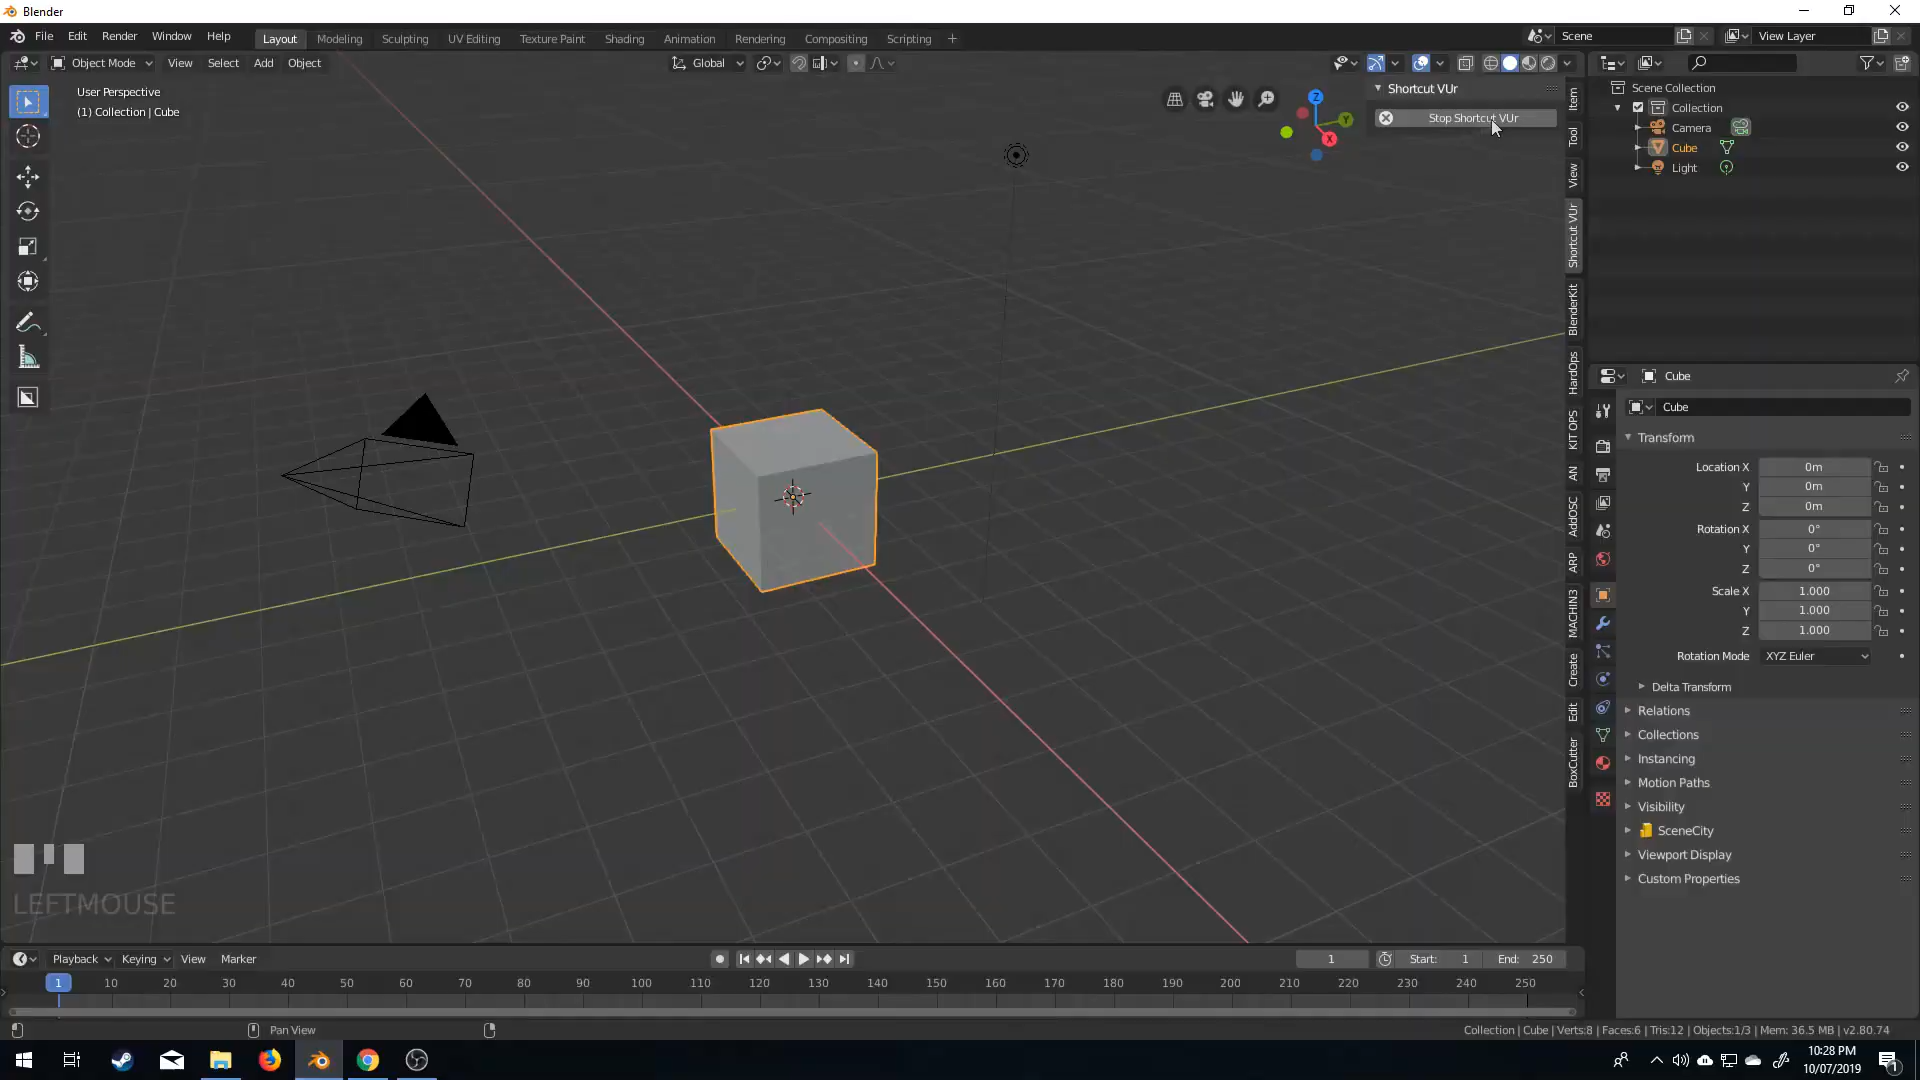 Blender
File Edit Render Window Help
Layout Modeling Sculpting UV Editing Texture Paint Shading Animation Rendering Compositing Scripting +
Scene
View Layer
Object Mode View Select Add Object
Global
User Perspective
(1) Collection | Cube
Z
Y
X
Shortcut VUr
Stop Shortcut VUr
Item
Tool
View
Shortcut VUr
BlenderKit
HardOps
KIT OPS
AN
AddOSC
ARP
MACHIN3
Create
Edit
BoxCutter
Scene Collection
Collection
Camera
Cube
Light
Cube
Cube
Transform
Location X 0m
Y 0m
Z 0m
Rotation X 0°
Y 0°
Z 0°
Scale X 1.000
Y 1.000
Z 1.000
Rotation Mode XYZ Euler
Delta Transform
Relations
Collections
Instancing
Motion Paths
Visibility
SceneCity
Viewport Display
Custom Properties
LEFTMOUSE
Playback Keying View Marker
1 Start: 1 End: 250
1 10 20 30 40 50 60 70 80 90 100 110 120 130 140 150 160 170 180 190 200 210 220 230 240 250
Pan View
Collection | Cube | Verts:8 | Faces:6 | Tris:12 | Objects:1/3 | Mem: 36.5 MB | v2.80.74
10:28 PM
10/07/2019
1